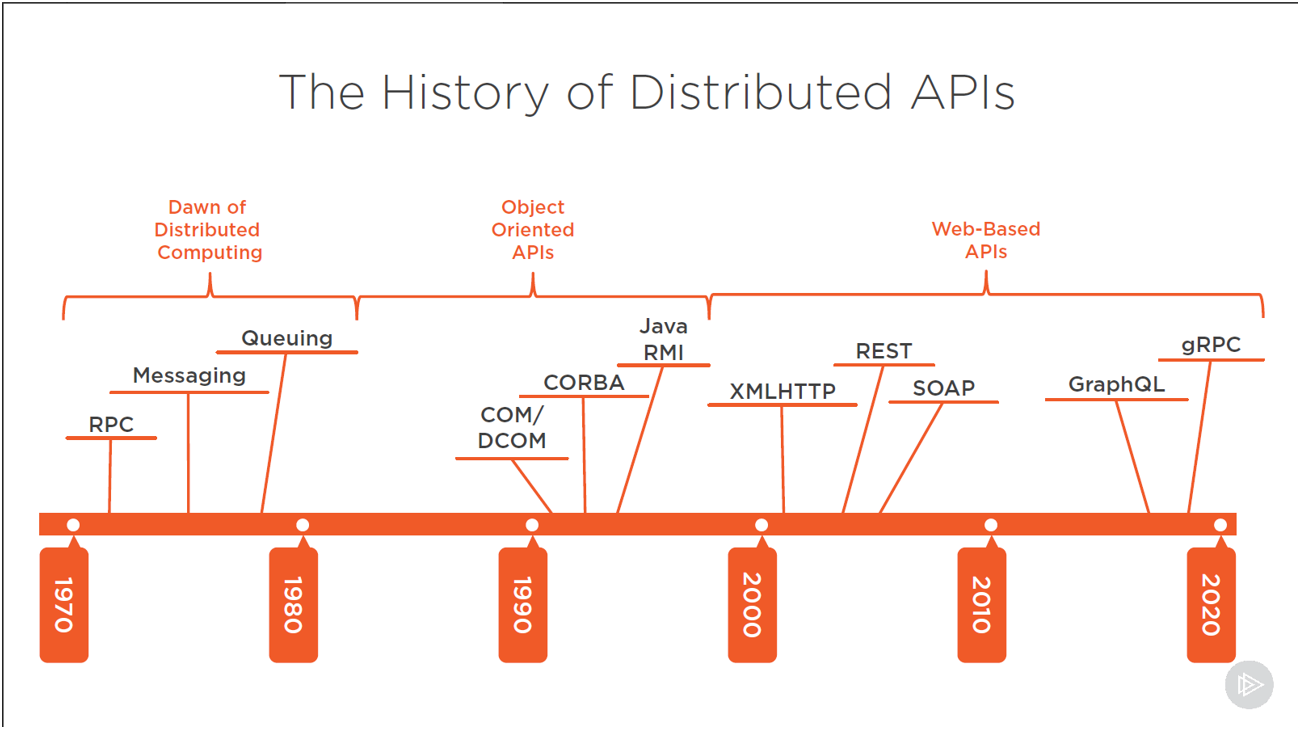 The History of Distributed APIs
Dawn of
Distributed
Computing
Object
Oriented
APIs
Web-Based
APIs
RPC
Messaging
Queuing
COM/
DCOM
CORBA
Java
RMI
XMLHTTP
REST
SOAP
GraphQL
gRPC
1970
1980
1990
2000
2010
2020